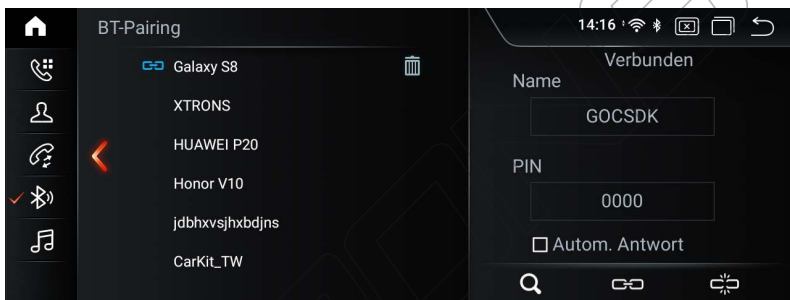 BT-Pairing
14:16
Galaxy S8
XTRONS
HUAWEI P20
Honor V10
jdbhxvsjhxbdjns
CarKit_TW
Verbunden
Name
GOCSDK
PIN
0000
Autom. Antwort